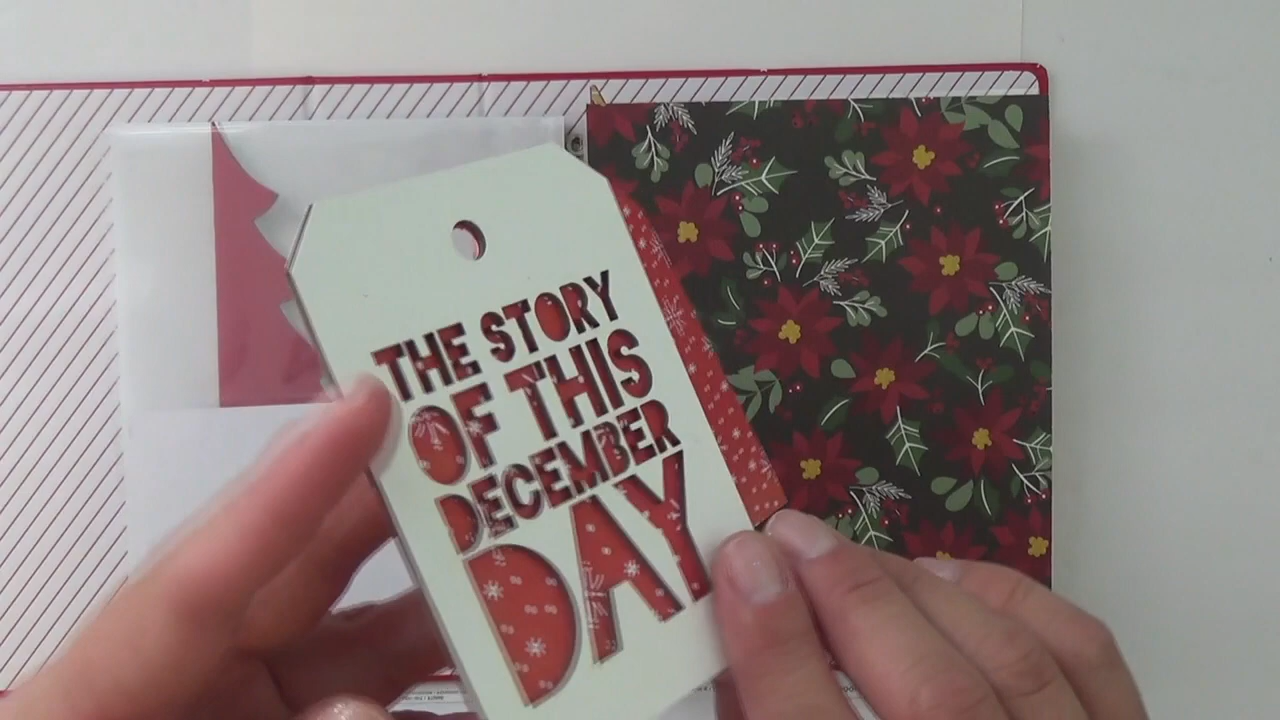 THE STORY
OF THIS
DECEMBER
DAY